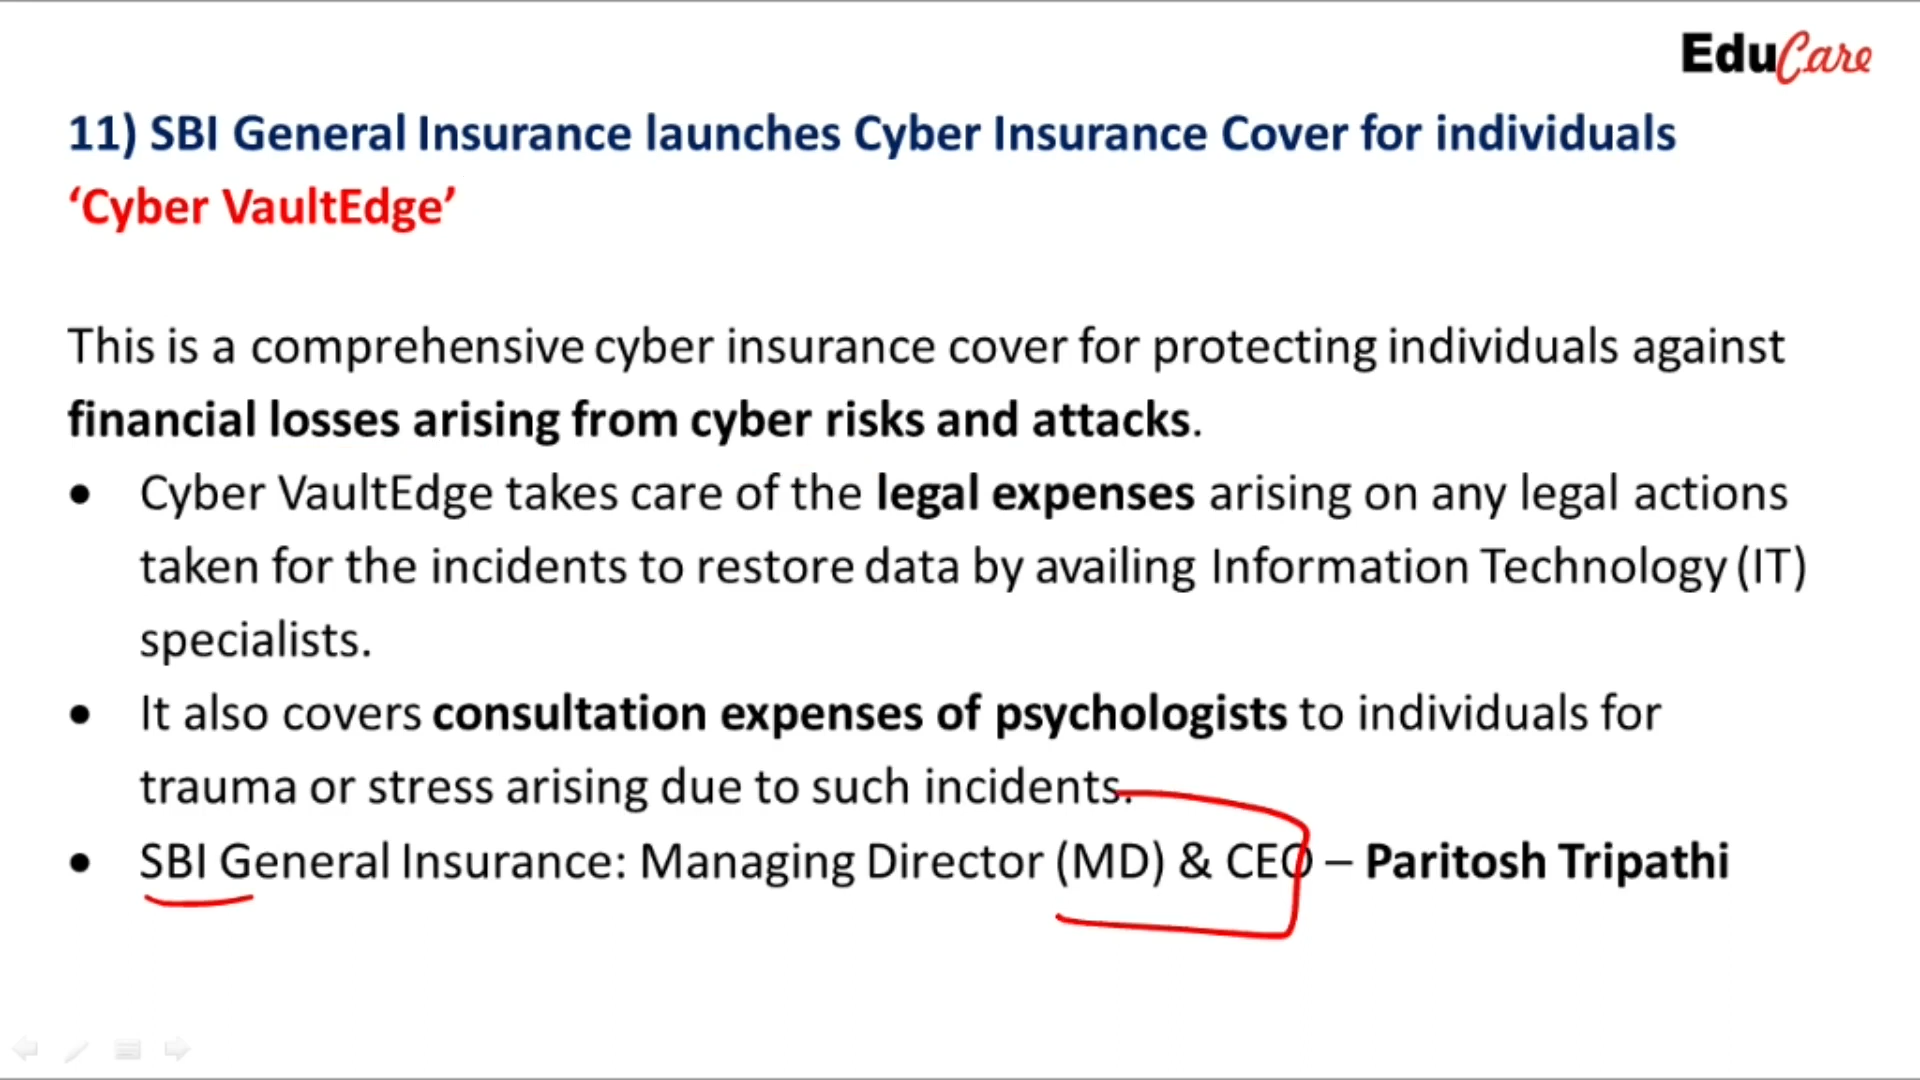 EduCare
11) SBI General Insurance launches Cyber Insurance Cover for individuals
‘Cyber VaultEdge’
This is a comprehensive cyber insurance cover for protecting individuals against
financial losses arising from cyber risks and attacks.
• Cyber VaultEdge takes care of the legal expenses arising on any legal actions
taken for the incidents to restore data by availing Information Technology (IT)
specialists.
• It also covers consultation expenses of psychologists to individuals for
trauma or stress arising due to such incidents.
• SBI General Insurance: Managing Director (MD) & CEO – Paritosh Tripathi